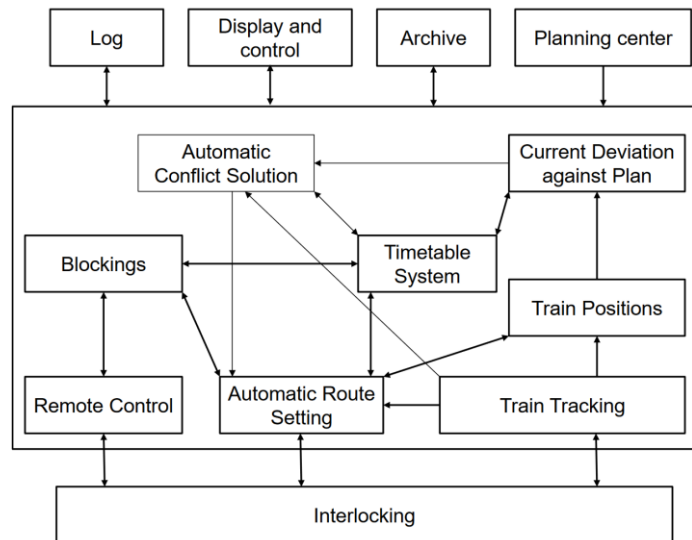 Log
Display and
control
Archive
Planning center
Automatic
Conflict Solution
Current Deviation
against Plan
Blockings
Timetable
System
Train Positions
Remote Control
Automatic Route
Setting
Train Tracking
Interlocking